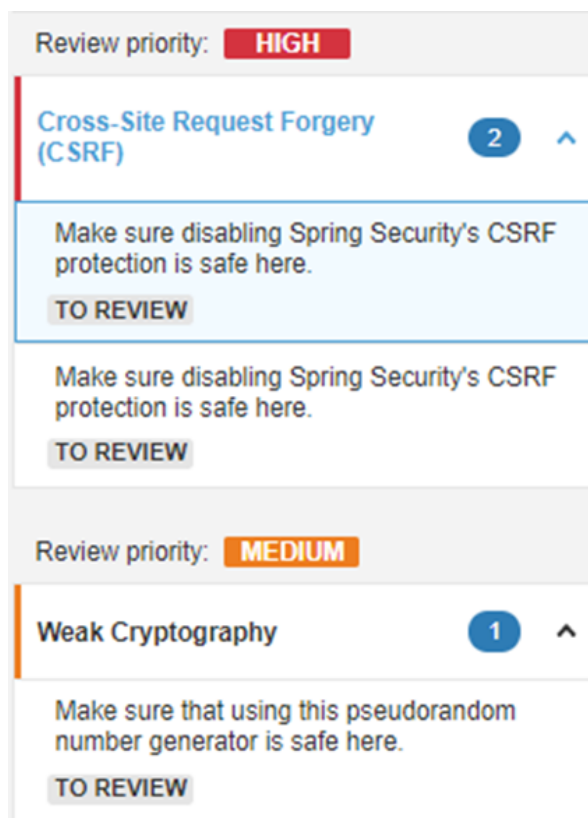 Review priority: HIGH
Cross-Site Request Forgery
(CSRF)
2
Make sure disabling Spring Security's CSRF
protection is safe here.
TO REVIEW
Make sure disabling Spring Security's CSRF
protection is safe here.
TO REVIEW
Review priority: MEDIUM
Weak Cryptography
1
Make sure that using this pseudorandom
number generator is safe here.
TO REVIEW